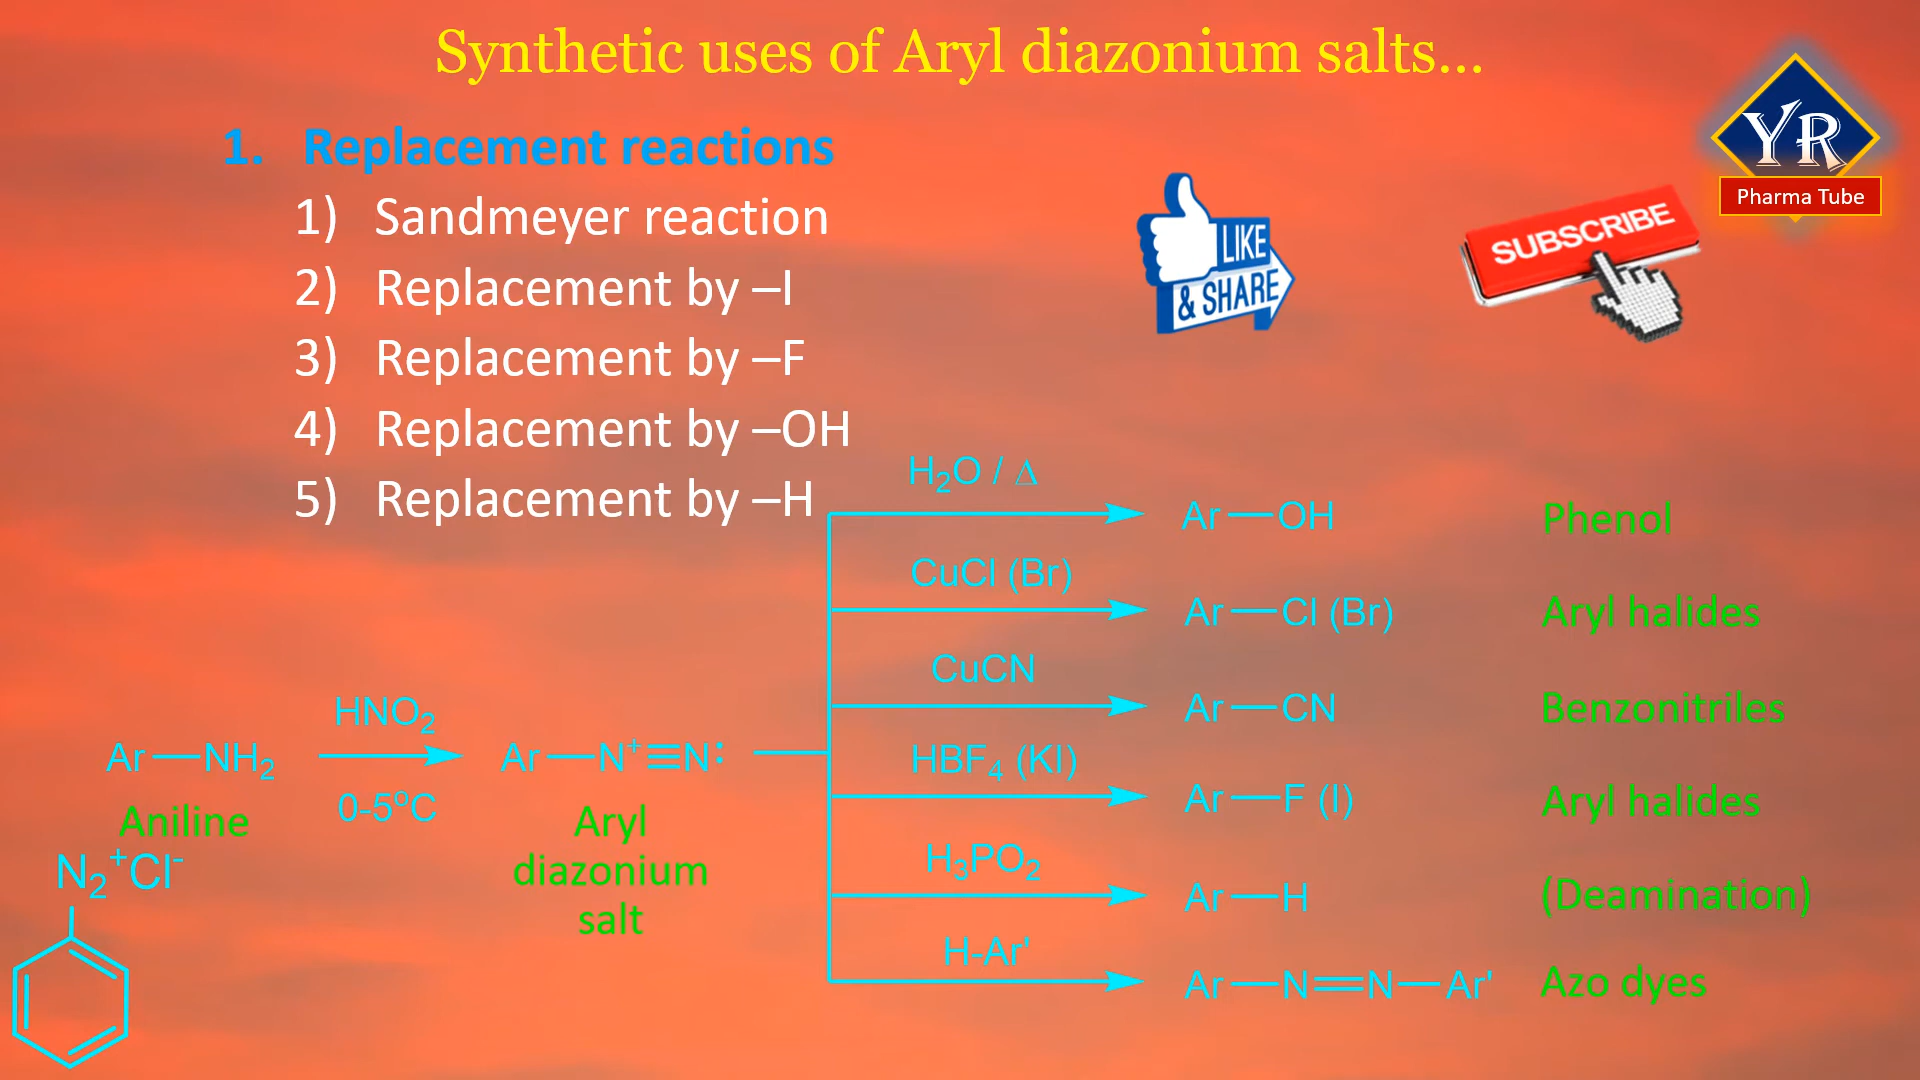 Synthetic uses of Aryl diazonium salts...
YR
Pharma Tube
1. Replacement reactions
1) Sandmeyer reaction
2) Replacement by –I
3) Replacement by –F
4) Replacement by –OH
5) Replacement by –H
LIKE
& SHARE
SUBSCRIBE
H₂O / Δ
Ar—OH
Phenol
CuCl (Br)
Ar—Cl (Br)
Aryl halides
CuCN
Ar—CN
Benzonitriles
HNO₂
Ar—NH₂
0-5°C
Ar—N⁺≡N:
HBF₄ (KI)
Ar—F (I)
Aryl halides
Aniline
Aryl
diazonium
salt
H₃PO₂
Ar—H
(Deamination)
H-Ar'
Ar—N=N—Ar'
Azo dyes
N₂⁺Cl⁻